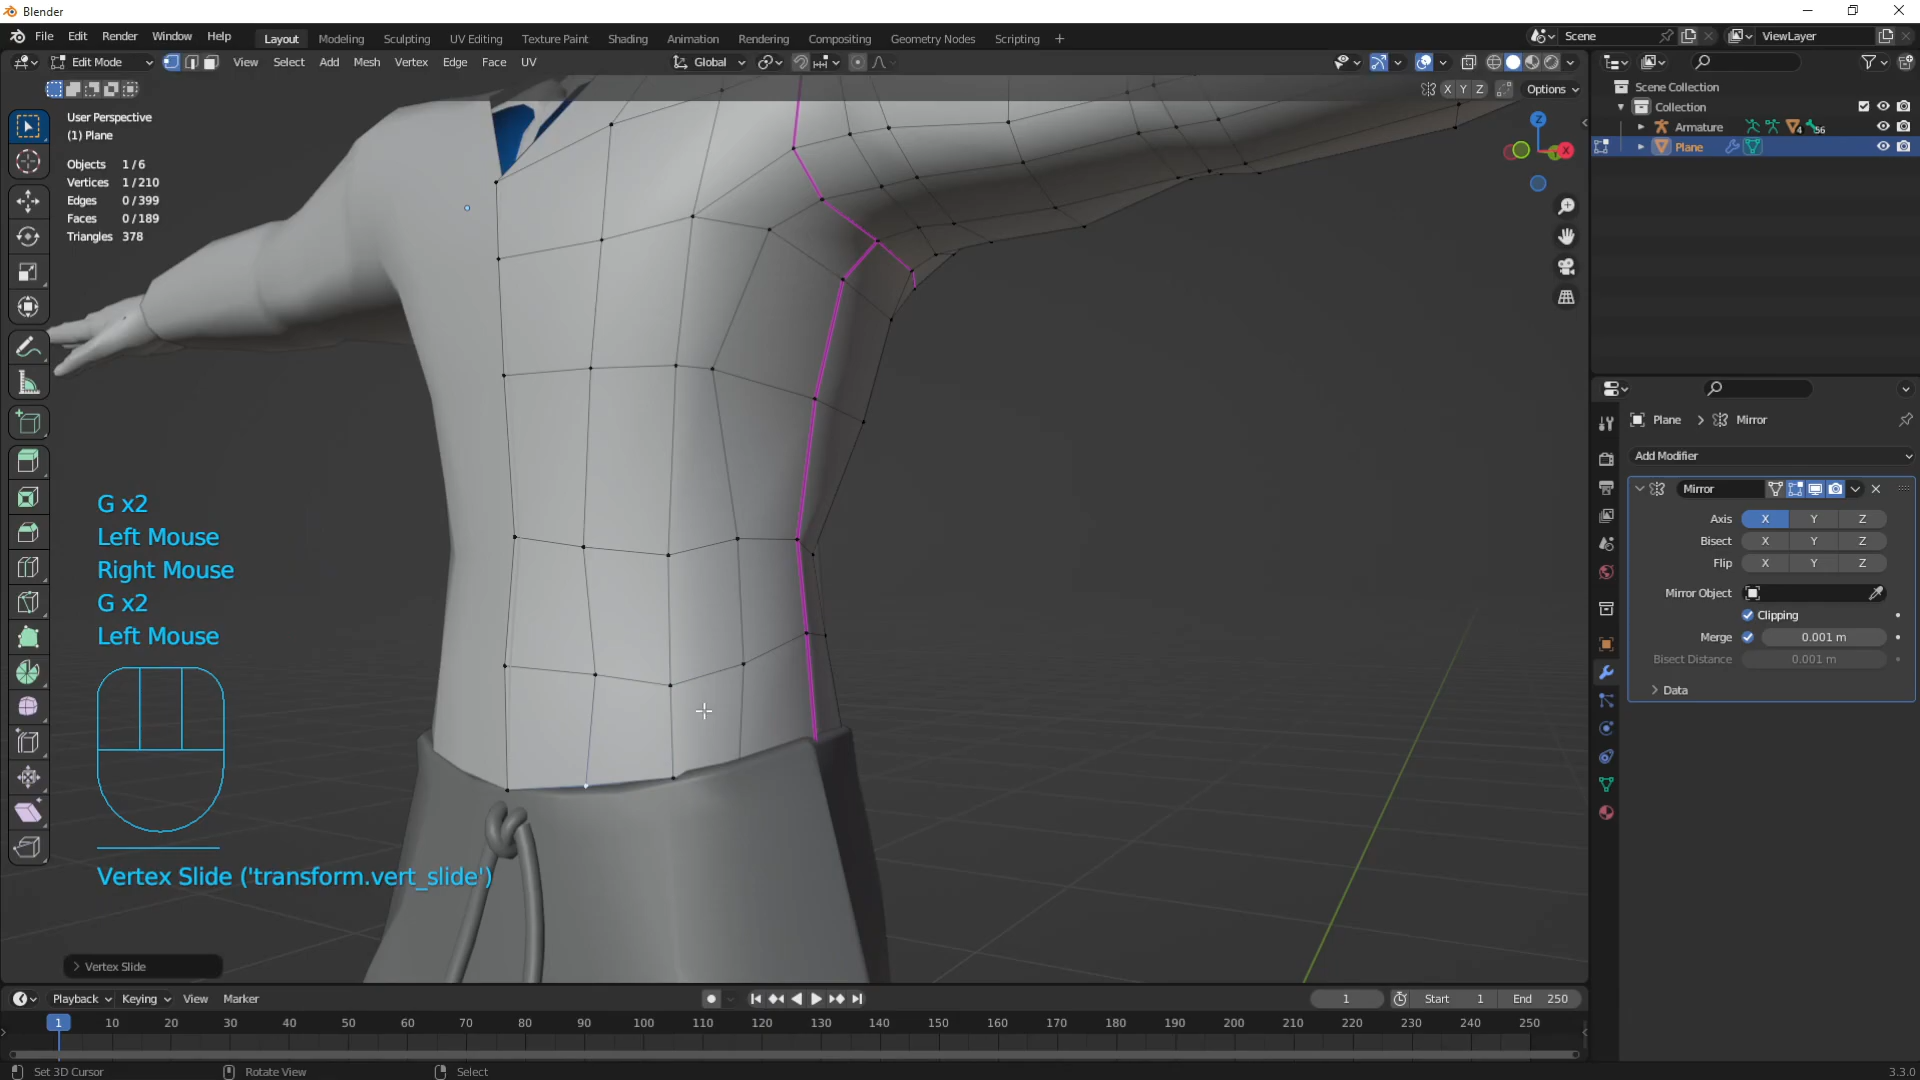 Blender
File Edit Render Window Help Layout Modeling Sculpting UV Editing Texture Paint Shading Animation Rendering Compositing Geometry Nodes Scripting + Scene ViewLayer
Edit Mode View Select Add Mesh Vertex Edge Face UV Global
X Y Z Options
User Perspective
(1) Plane
Objects 1/6
Vertices 1/210
Edges 0/399
Faces 0/189
Triangles 378
Z
X
Scene Collection
Collection
Armature 4 56
Plane
G x2
Left Mouse
Right Mouse
G x2
Left Mouse
Vertex Slide ('transform.vert_slide')
Vertex Slide
Plane > Mirror
Add Modifier
Mirror
Axis X Y Z
Bisect X Y Z
Flip X Y Z
Mirror Object
Clipping
Merge 0.001 m
Bisect Distance 0.001 m
Data
Playback Keying View Marker 1 Start 1 End 250
1 10 20 30 40 50 60 70 80 90 100 110 120 130 140 150 160 170 180 190 200 210 220 230 240 250
Set 3D Cursor Rotate View Select 3.3.0